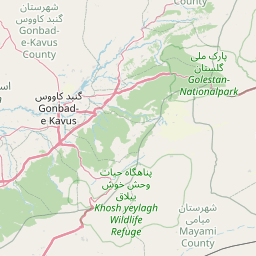 County
شهرستان
گنبد کاووس
Gonbad-
e-Kavus
County
پارک ملی
گلستان
Golestan-
Nationalpark
گنبد کاووس
Gonbad-
e Kavus
پناهگاه حیات
وحش خوش
ییلاق
Khosh yeylagh
Wildlife
Refuge
شهرستان
میامی
Mayami
County